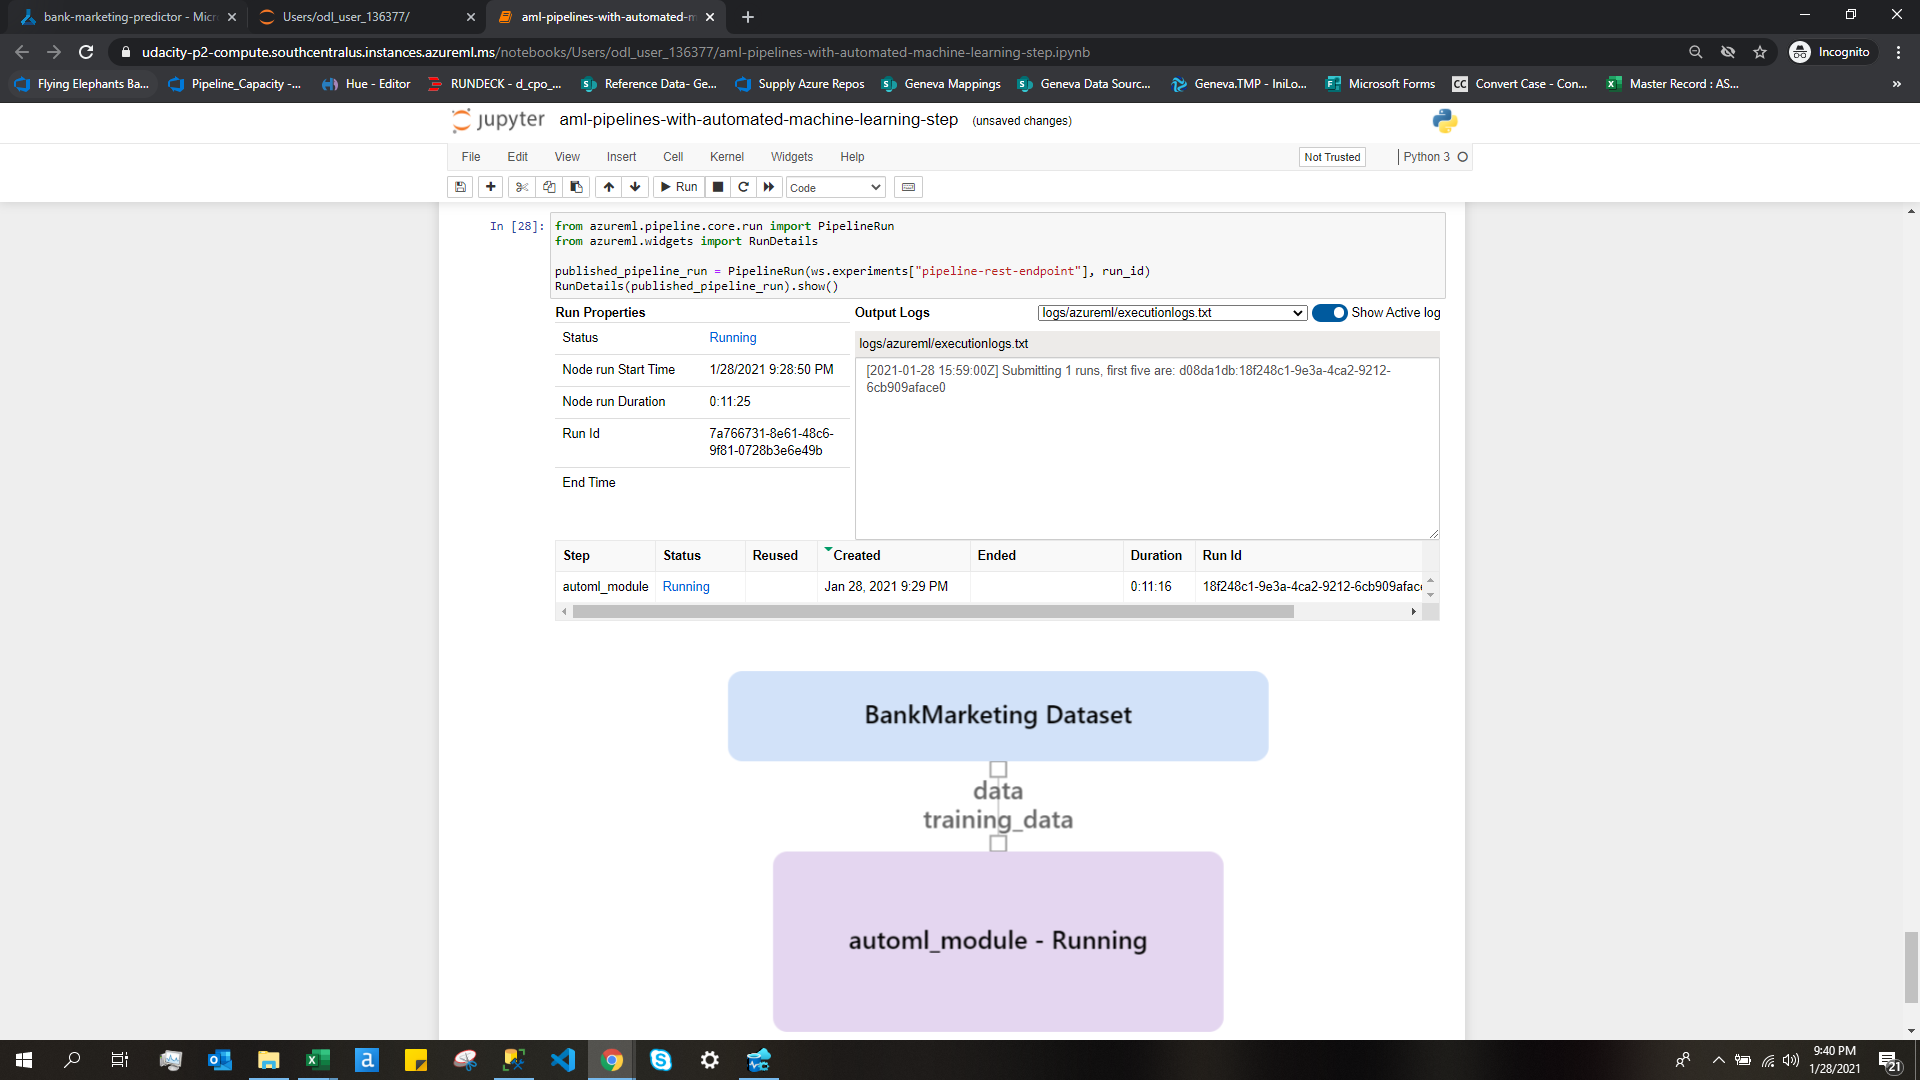 bank-marketing-predictor - Micr
Users/odl_user_136377/
aml-pipelines-with-automated-m
udacity-p2-compute.southcentralus.instances.azureml.ms/notebooks/Users/odl_user_136377/aml-pipelines-with-automated-machine-learning-step.ipynb
Incognito
Flying Elephants Ba...
Pipeline_Capacity -...
Hue - Editor
RUNDECK - d_cpo_...
Reference Data- Ge...
Supply Azure Repos
Geneva Mappings
Geneva Data Sourc...
Geneva.TMP - IniLo...
Microsoft Forms
CC Convert Case - Con...
Master Record : AS...
»
jupyter aml-pipelines-with-automated-machine-learning-step (unsaved changes)
File Edit View Insert Cell Kernel Widgets Help Not Trusted Python 3
Run Code
In [28]:
from azureml.pipeline.core.run import PipelineRun
from azureml.widgets import RunDetails
published_pipeline_run = PipelineRun(ws.experiments["pipeline-rest-endpoint"], run_id)
RunDetails(published_pipeline_run).show()
Run Properties
Status Running
Node run Start Time 1/28/2021 9:28:50 PM
Node run Duration 0:11:25
Run Id 7a766731-8e61-48c6-
9f81-0728b3e6e49b
End Time
Output Logs logs/azureml/executionlogs.txt Show Active log
logs/azureml/executionlogs.txt
[2021-01-28 15:59:00Z] Submitting 1 runs, first five are: d08da1db:18f248c1-9e3a-4ca2-9212-
6cb909aface0
Step Status Reused Created Ended Duration Run Id
automl_module Running Jan 28, 2021 9:29 PM 0:11:16 18f248c1-9e3a-4ca2-9212-6cb909aface
BankMarketing Dataset
data
training_data
automl_module - Running
9:40 PM
1/28/2021
21